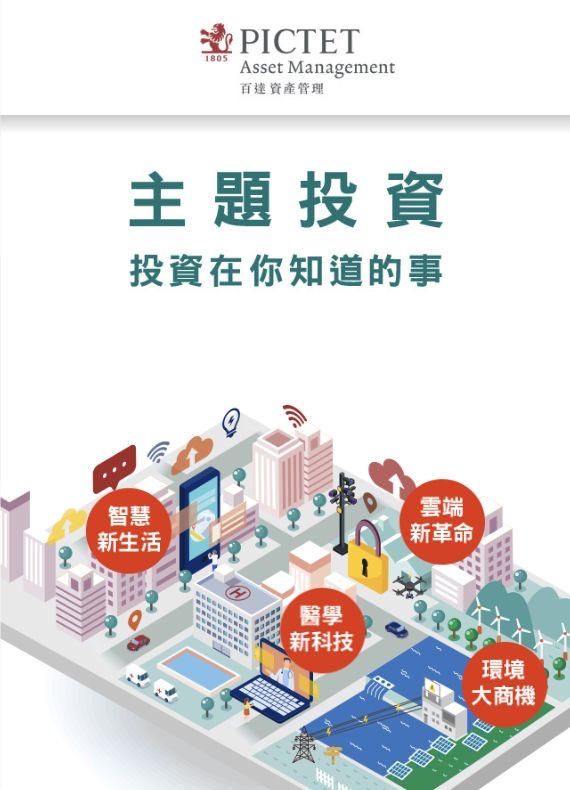 PICTET
1805
Asset Management
百達資產管理
主題投資
投資在你知道的事
智慧
新生活
雲端
新革命
H
醫學
新科技
環境
大商機